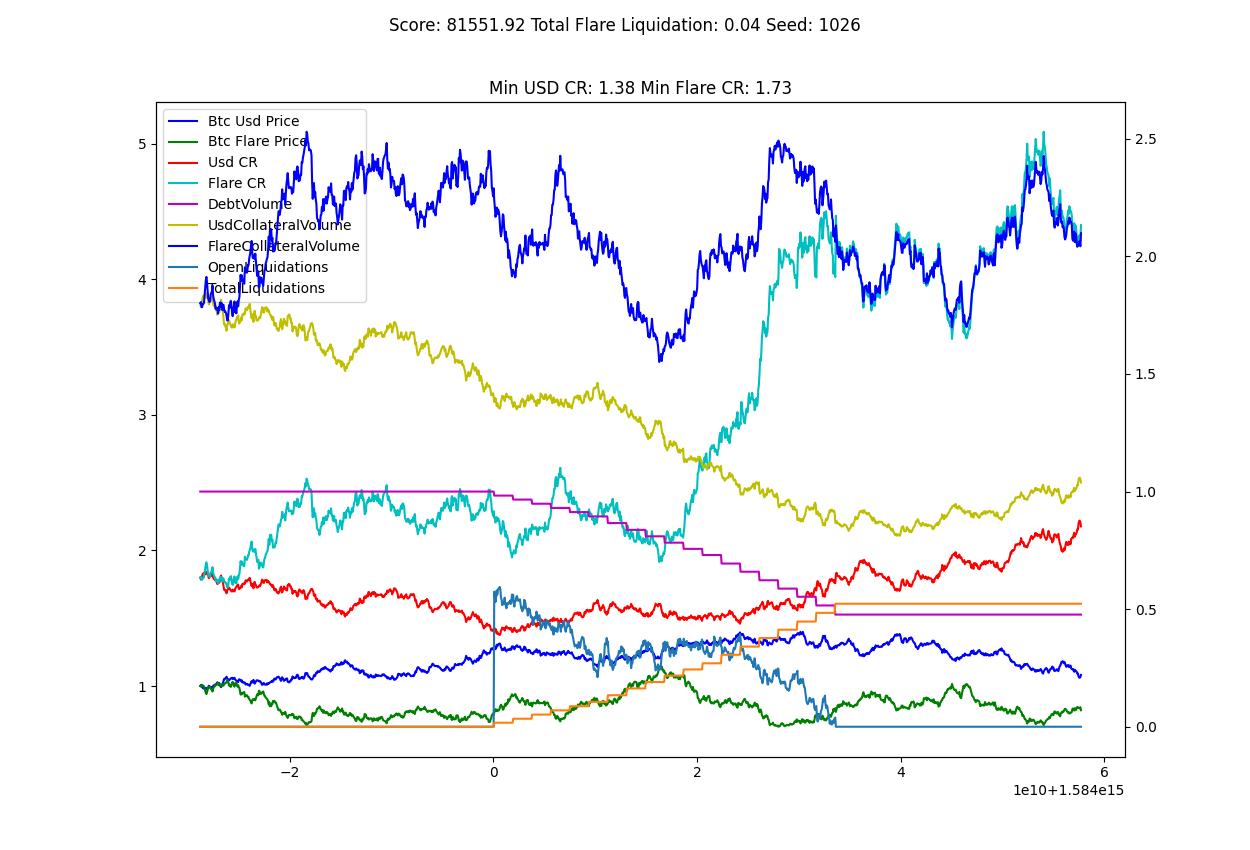 Score: 81551.92 Total Flare Liquidation: 0.04 Seed: 1026
Min USD CR: 1.38 Min Flare CR: 1.73
Btc Usd Price
Btc Flare Price
Usd CR
Flare CR
DebtVolume
UsdCollateralVolume
FlareCollateralVolume
OpenLiquidations
TotalLiquidations
5
4
3
2
1
2.5
2.0
1.5
1.0
0.5
0.0
−2 0 2 4 6
1e10+1.584e15